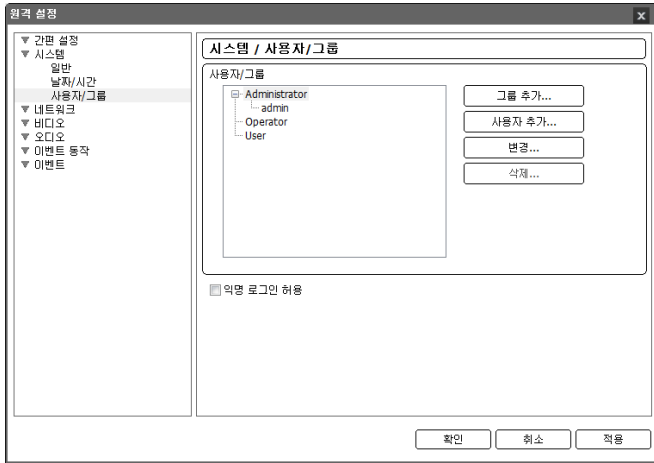 원격 설정
x
간편 설정
시스템
일반
날짜/시간
사용자/그룹
네트워크
비디오
오디오
이벤트 동작
이벤트
시스템 / 사용자/그룹
사용자/그룹
Administrator
admin
Operator
User
그룹 추가...
사용자 추가...
변경...
삭제...
익명 로그인 허용
확인
취소
적용